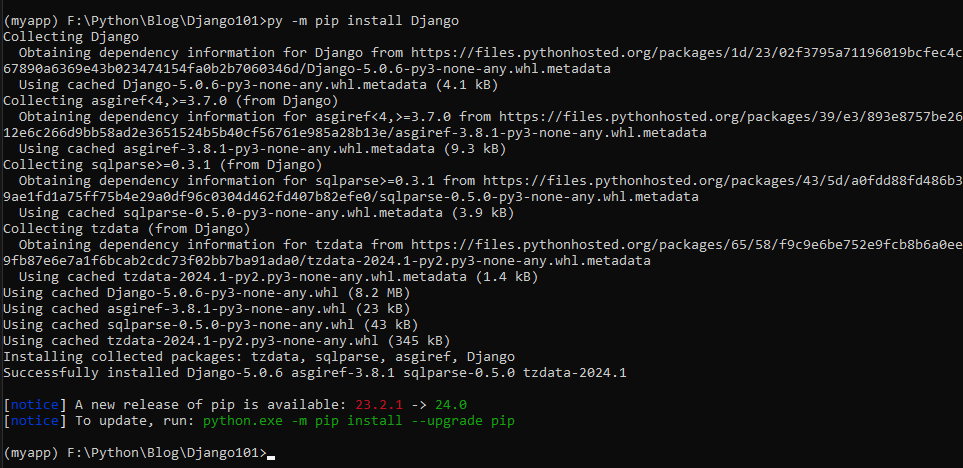 (myapp) F:\Python\Blog\Django101>py -m pip install Django
Collecting Django
  Obtaining dependency information for Django from https://files.pythonhosted.org/packages/1d/23/02f3795a71196019bcfec4c
67890a6369e43b023474154fa0b2b7060346d/Django-5.0.6-py3-none-any.whl.metadata
  Using cached Django-5.0.6-py3-none-any.whl.metadata (4.1 kB)
Collecting asgiref<4,>=3.7.0 (from Django)
  Obtaining dependency information for asgiref<4,>=3.7.0 from https://files.pythonhosted.org/packages/39/e3/893e8757be26
12e6c266d9bb58ad2e3651524b5b40cf56761e985a28b13e/asgiref-3.8.1-py3-none-any.whl.metadata
  Using cached asgiref-3.8.1-py3-none-any.whl.metadata (9.3 kB)
Collecting sqlparse>=0.3.1 (from Django)
  Obtaining dependency information for sqlparse>=0.3.1 from https://files.pythonhosted.org/packages/43/5d/a0fdd88fd486b3
9ae1fd1a75ff75b4e29a0df96c0304d462fd407b82efe0/sqlparse-0.5.0-py3-none-any.whl.metadata
  Using cached sqlparse-0.5.0-py3-none-any.whl.metadata (3.9 kB)
Collecting tzdata (from Django)
  Obtaining dependency information for tzdata from https://files.pythonhosted.org/packages/65/58/f9c9e6be752e9fcb8b6a0ee
9fb87e6e7a1f6bcab2cdc73f02bb7ba91ada0/tzdata-2024.1-py2.py3-none-any.whl.metadata
  Using cached tzdata-2024.1-py2.py3-none-any.whl.metadata (1.4 kB)
Using cached Django-5.0.6-py3-none-any.whl (8.2 MB)
Using cached asgiref-3.8.1-py3-none-any.whl (23 kB)
Using cached sqlparse-0.5.0-py3-none-any.whl (43 kB)
Using cached tzdata-2024.1-py2.py3-none-any.whl (345 kB)
Installing collected packages: tzdata, sqlparse, asgiref, Django
Successfully installed Django-5.0.6 asgiref-3.8.1 sqlparse-0.5.0 tzdata-2024.1
[notice] A new release of pip is available: 23.2.1 -> 24.0
[notice] To update, run: python.exe -m pip install --upgrade pip
(myapp) F:\Python\Blog\Django101>